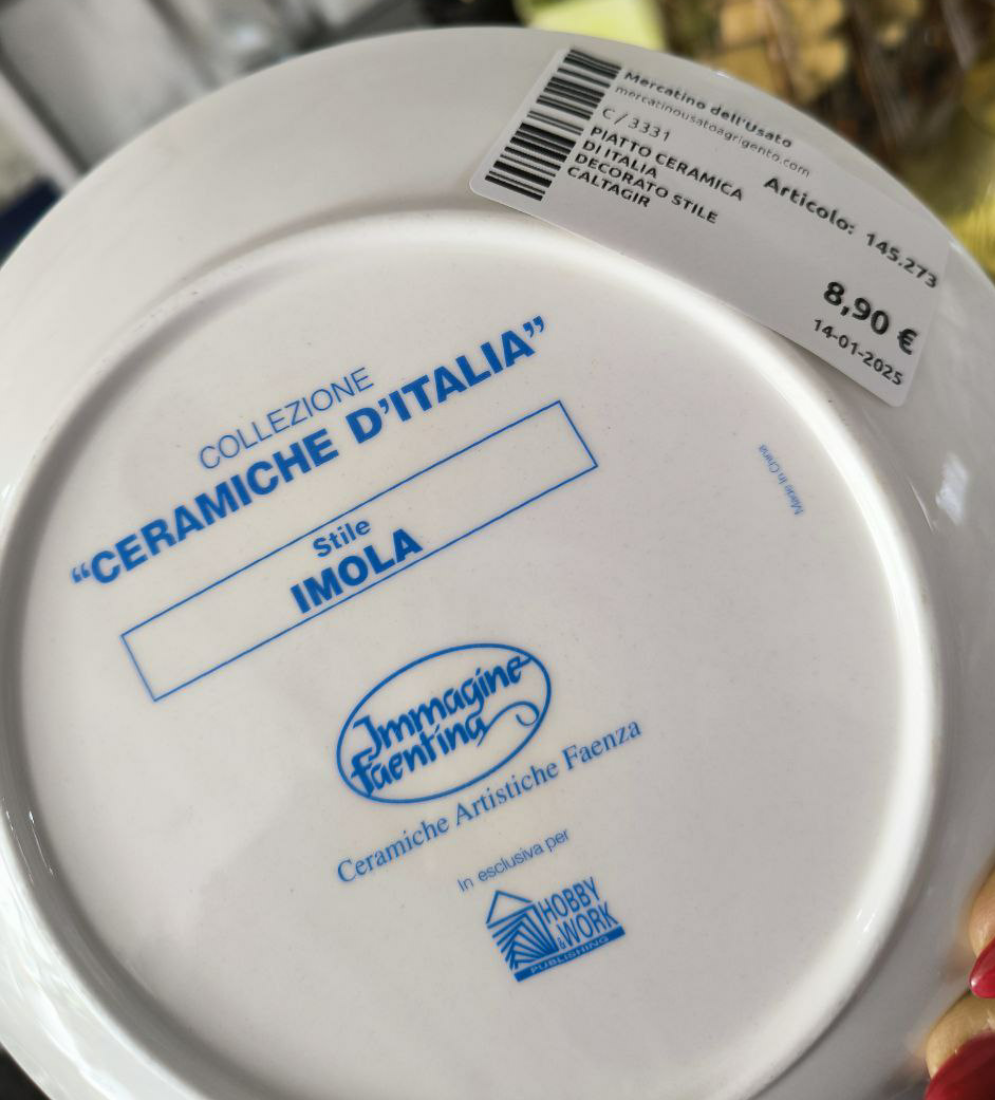 Mercatino dell'Usato
mercatinousatoagrigento.com
C / 3331
PIATTO CERAMICA
DI ITALIA
DECORATO STILE
CALTAGIR
Articolo: 145.273
8,90 €
14-01-2025
COLLEZIONE
“CERAMICHE D’ITALIA”
Stile
IMOLA
Made in China
Immagine
faentina
Ceramiche Artistiche Faenza
In esclusiva per
HOBBY
&WORK
PUBLISHING